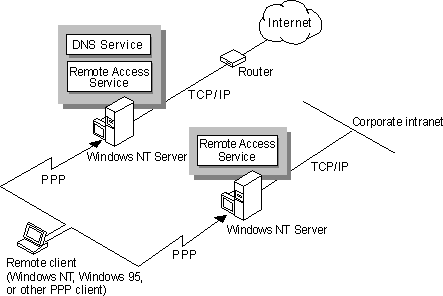 Internet
DNS Service
Remote Access
Service
Router
TCP/IP
Windows NT Server
PPP
Corporate intranet
Remote Access
Service
TCP/IP
Windows NT Server
PPP
Remote client
(Windows NT, Windows 95,
or other PPP client)